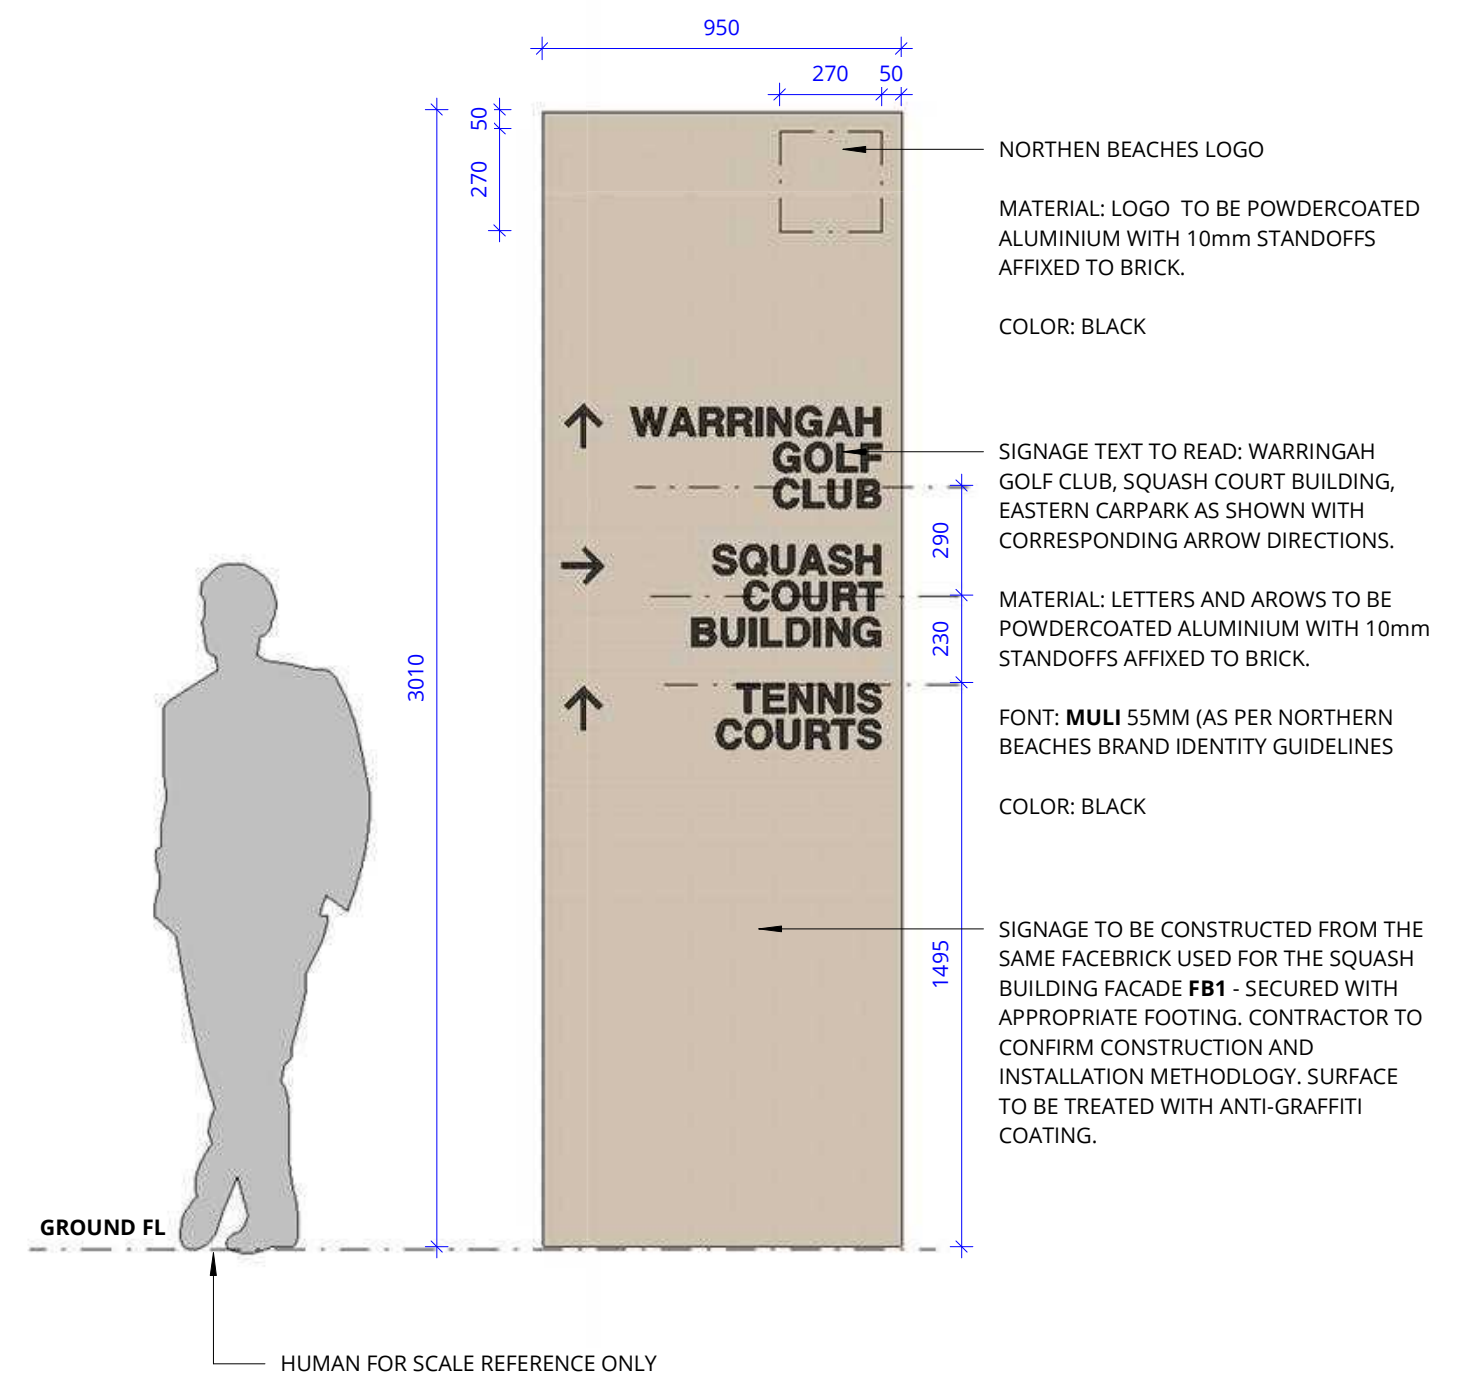 950
270 50
50
270
3010
WARRINGAH
GOLF
CLUB
SQUASH
COURT
BUILDING
TENNIS
COURTS
290
230
1495
NORTHEN BEACHES LOGO
MATERIAL: LOGO TO BE POWDERCOATED
ALUMINIUM WITH 10mm STANDOFFS
AFFIXED TO BRICK.
COLOR: BLACK
SIGNAGE TEXT TO READ: WARRINGAH
GOLF CLUB, SQUASH COURT BUILDING,
EASTERN CARPARK AS SHOWN WITH
CORRESPONDING ARROW DIRECTIONS.
MATERIAL: LETTERS AND AROWS TO BE
POWDERCOATED ALUMINIUM WITH 10mm
STANDOFFS AFFIXED TO BRICK.
FONT: MULI 55MM (AS PER NORTHERN
BEACHES BRAND IDENTITY GUIDELINES
COLOR: BLACK
SIGNAGE TO BE CONSTRUCTED FROM THE
SAME FACEBRICK USED FOR THE SQUASH
BUILDING FACADE FB1 - SECURED WITH
APPROPRIATE FOOTING. CONTRACTOR TO
CONFIRM CONSTRUCTION AND
INSTALLATION METHODLOGY. SURFACE
TO BE TREATED WITH ANTI-GRAFFITI
COATING.
GROUND FL
HUMAN FOR SCALE REFERENCE ONLY